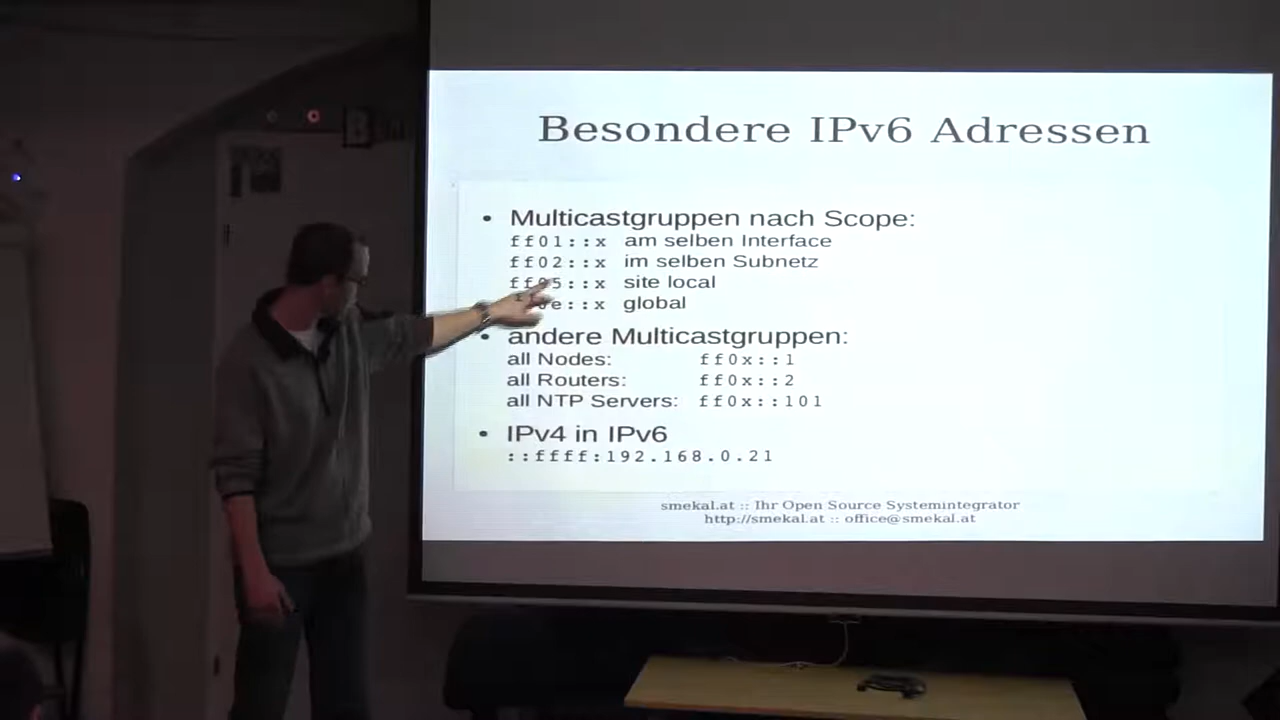 Besondere IPv6 Adressen
• Multicastgruppen nach Scope:
ff01::x am selben Interface
ff02::x im selben Subnetz
ff05::x site local
::x global
• andere Multicastgruppen:
all Nodes: ff0x::1
all Routers: ff0x::2
all NTP Servers: ff0x::101
• IPv4 in IPv6
::ffff:192.168.0.21
smekal.at :: Ihr Open Source Systemintegrator
http://smekal.at :: office@smekal.at